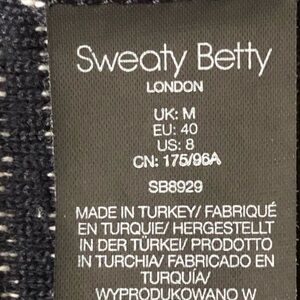 Sweaty Betty
LONDON
UK: M
EU: 40
US: 8
CN: 175/96A
SB8929
MADE IN TURKEY/ FABRIQUÉ
EN TURQUIE/ HERGESTELLT
IN DER TÜRKEI/ PRODOTTO
IN TURCHIA/ FABRICADO EN
TURQUÍA/
WYPRODUKOWANO W